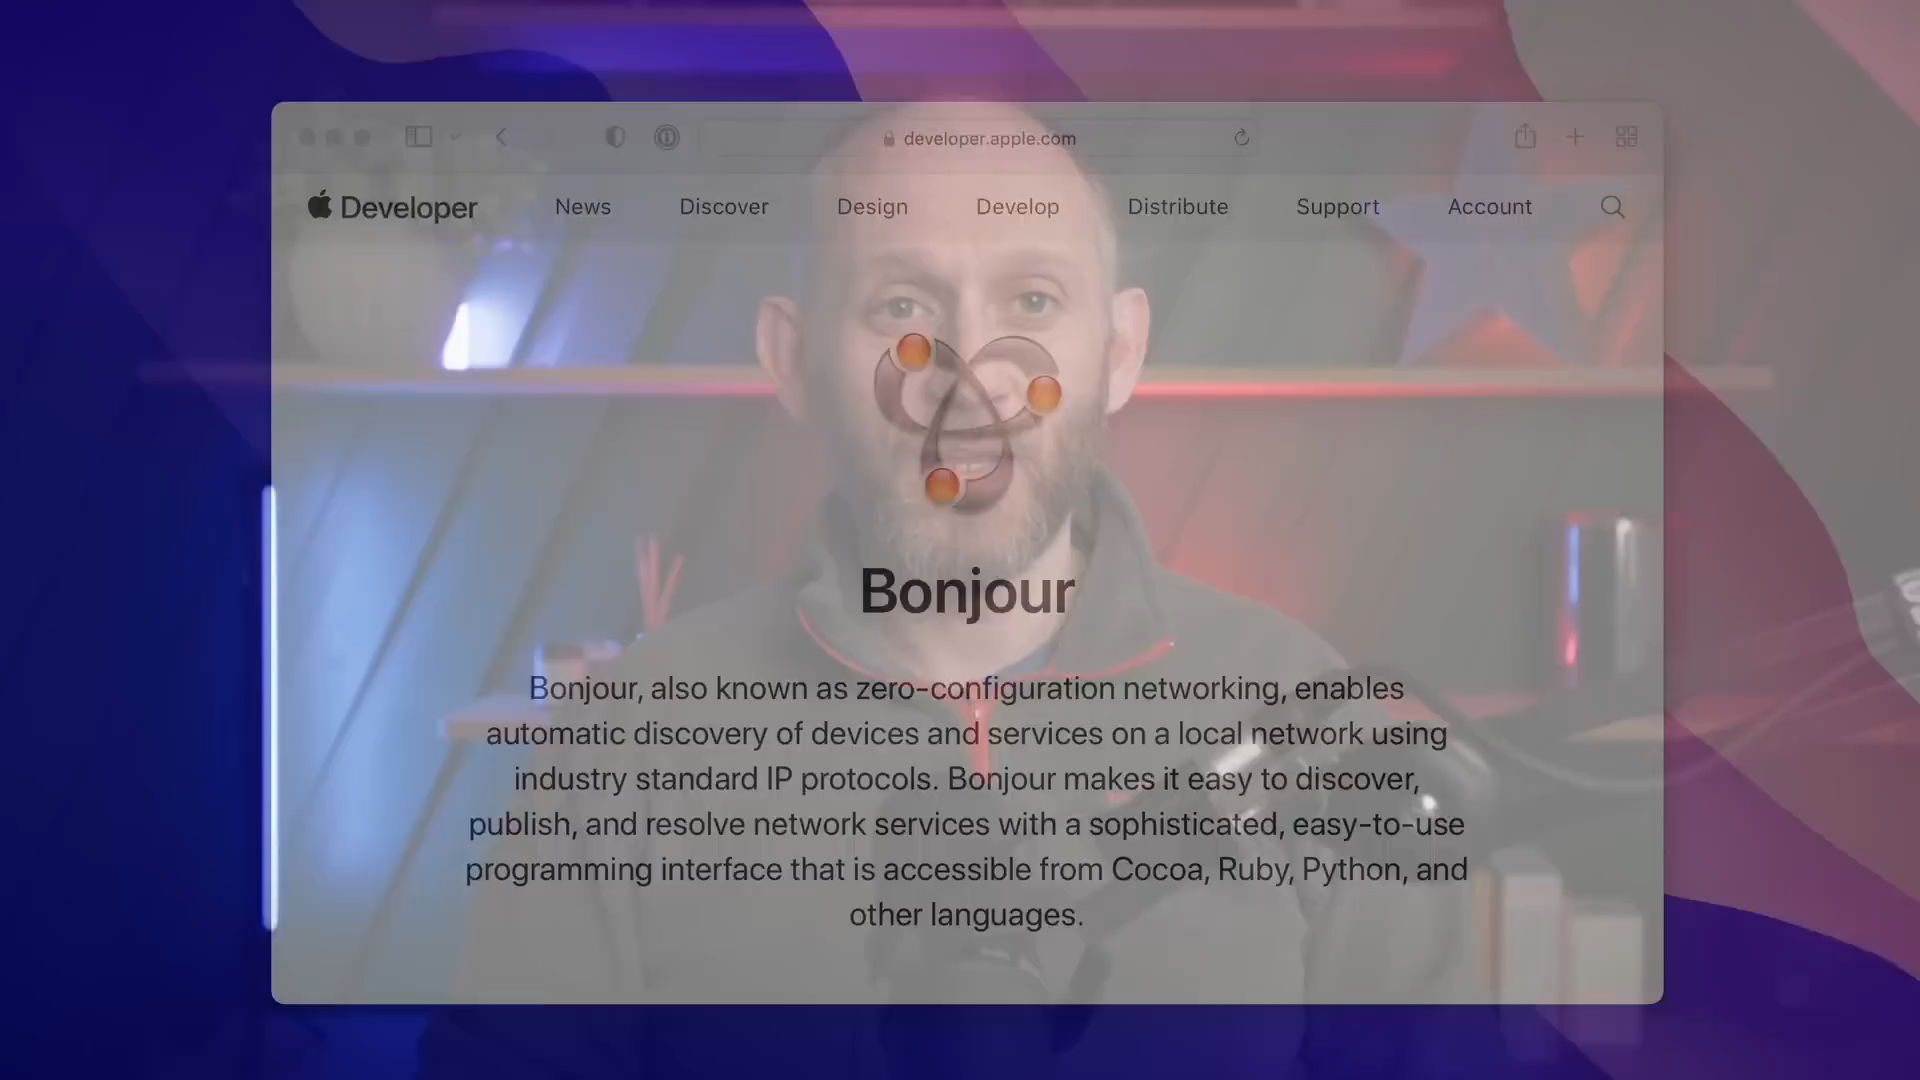 developer.apple.com
Developer News Discover Design Develop Distribute Support Account
Bonjour
Bonjour, also known as zero-configuration networking, enables
automatic discovery of devices and services on a local network using
industry standard IP protocols. Bonjour makes it easy to discover,
publish, and resolve network services with a sophisticated, easy-to-use
programming interface that is accessible from Cocoa, Ruby, Python, and
other languages.